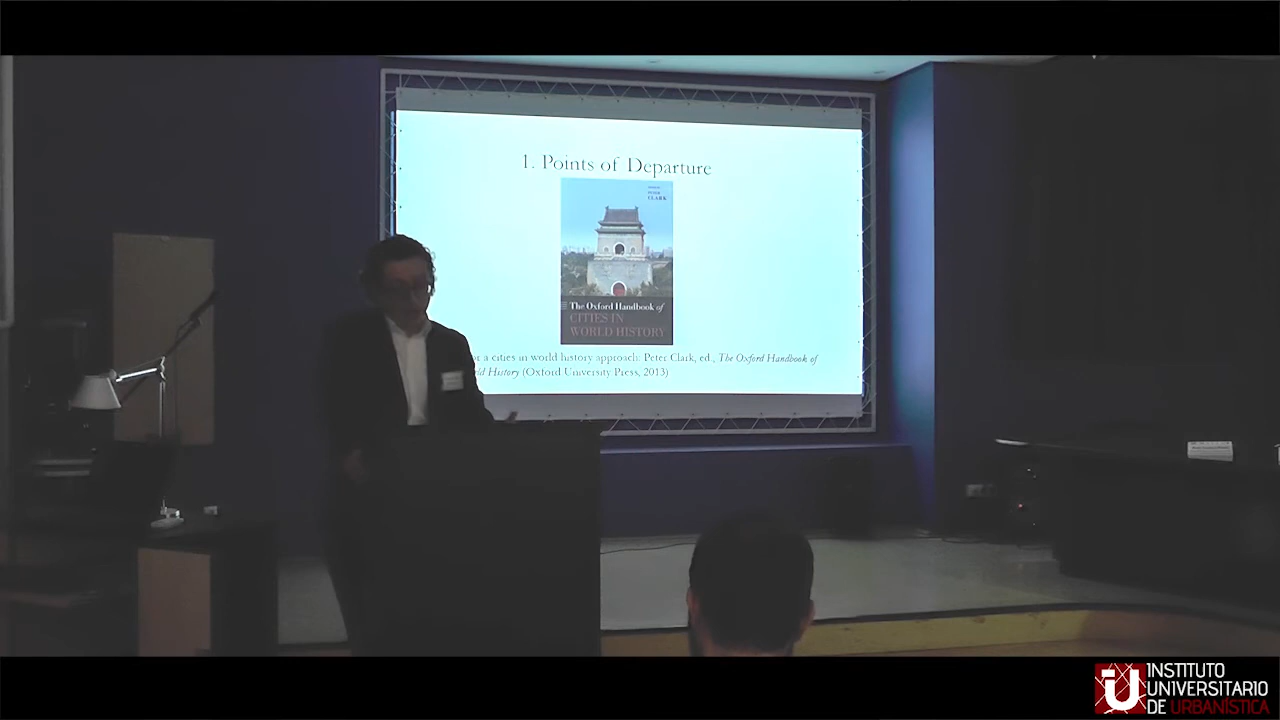 1. Points of Departure
PETER
CLARK
The Oxford Handbook of
CITIES IN
WORLD HISTORY
a cities in world history approach: Peter Clark, ed., The Oxford Handbook of
History (Oxford University Press, 2013)
INSTITUTO
UNIVERSITARIO
DE URBANÍSTICA